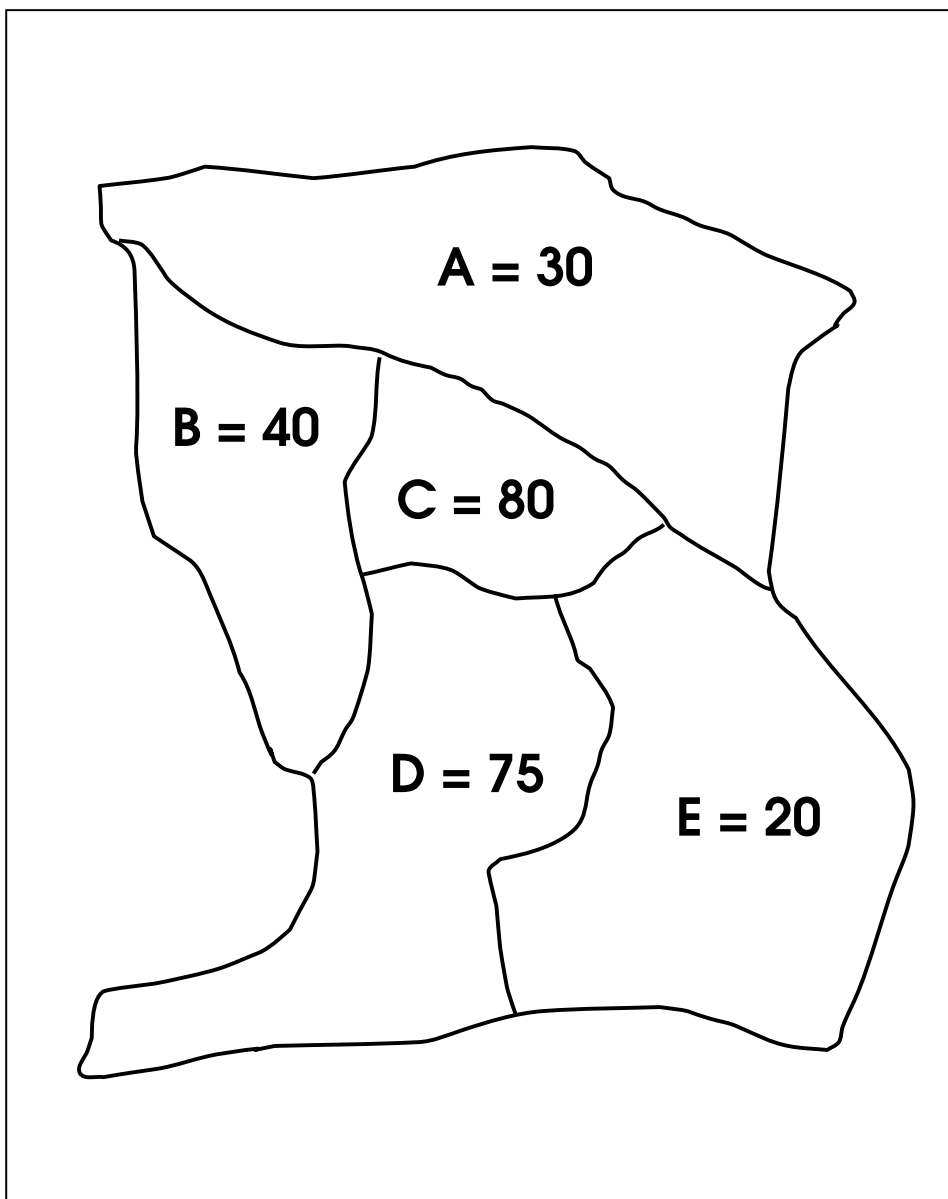 A = 30
B = 40
C = 80
D = 75
E = 20